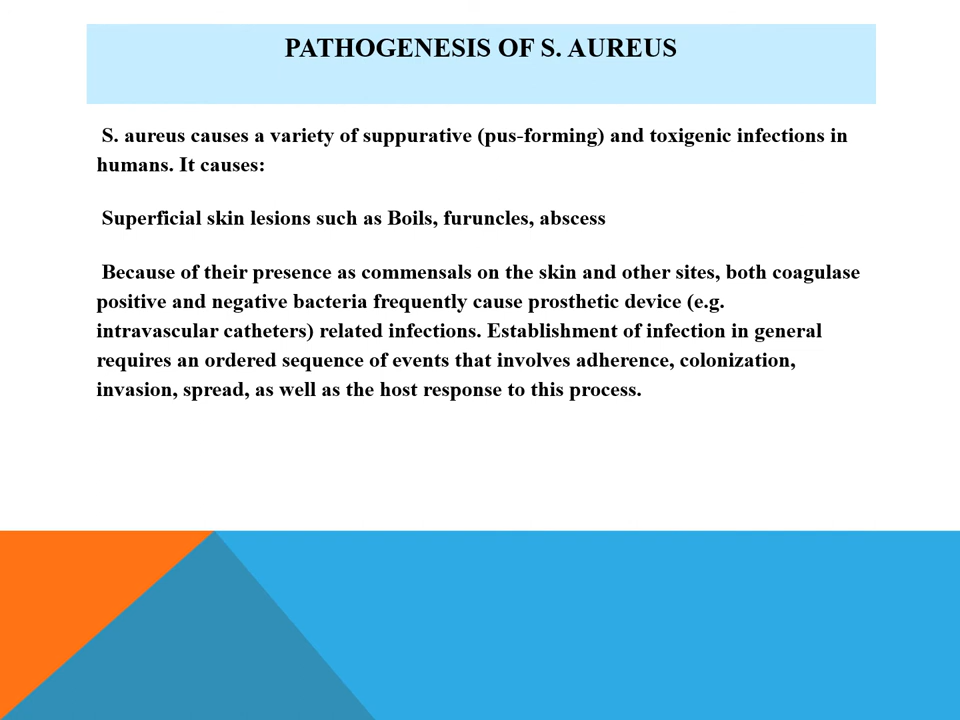 PATHOGENESIS OF S. AUREUS
S. aureus causes a variety of suppurative (pus-forming) and toxigenic infections in
humans. It causes:
Superficial skin lesions such as Boils, furuncles, abscess
Because of their presence as commensals on the skin and other sites, both coagulase
positive and negative bacteria frequently cause prosthetic device (e.g.
intravascular catheters) related infections. Establishment of infection in general
requires an ordered sequence of events that involves adherence, colonization,
invasion, spread, as well as the host response to this process.